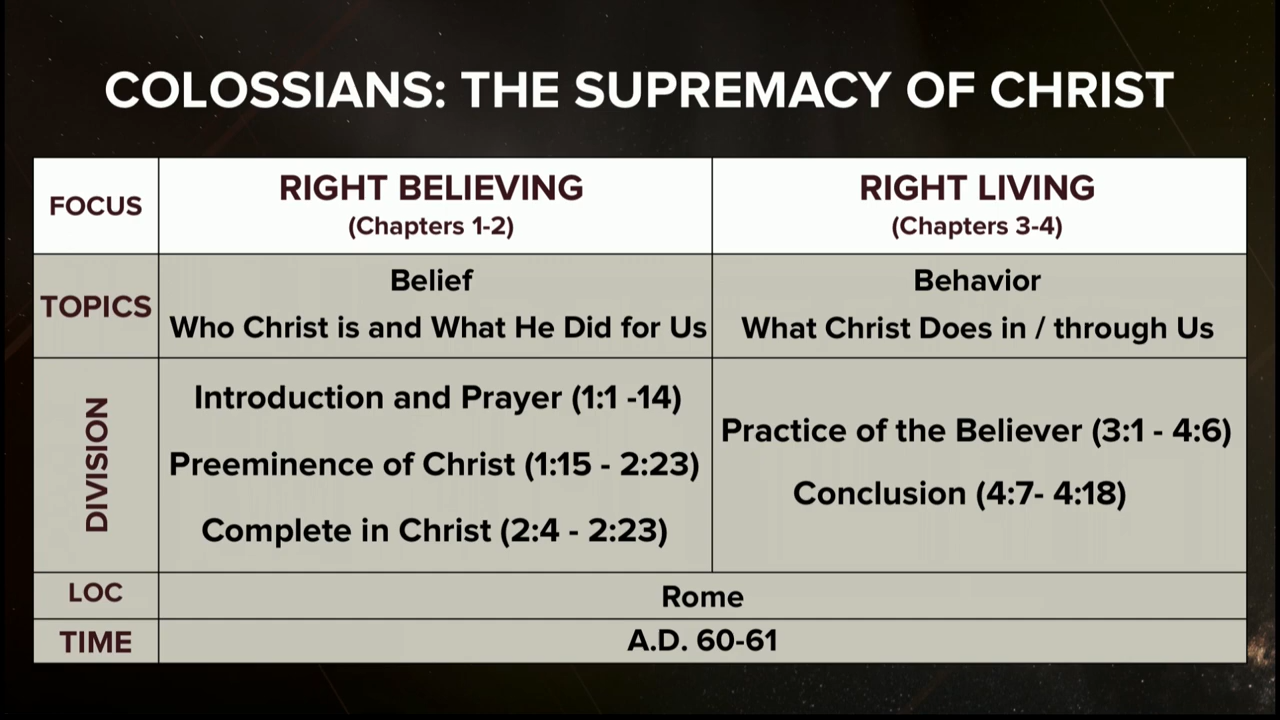 COLOSSIANS: THE SUPREMACY OF CHRIST
FOCUS
RIGHT BELIEVING
(Chapters 1-2)
RIGHT LIVING
(Chapters 3-4)
TOPICS
Belief
Who Christ is and What He Did for Us
Behavior
What Christ Does in / through Us
DIVISION
Introduction and Prayer (1:1 -14)
Preeminence of Christ (1:15 - 2:23)
Complete in Christ (2:4 - 2:23)
Practice of the Believer (3:1 - 4:6)
Conclusion (4:7- 4:18)
LOC
Rome
TIME
A.D. 60-61